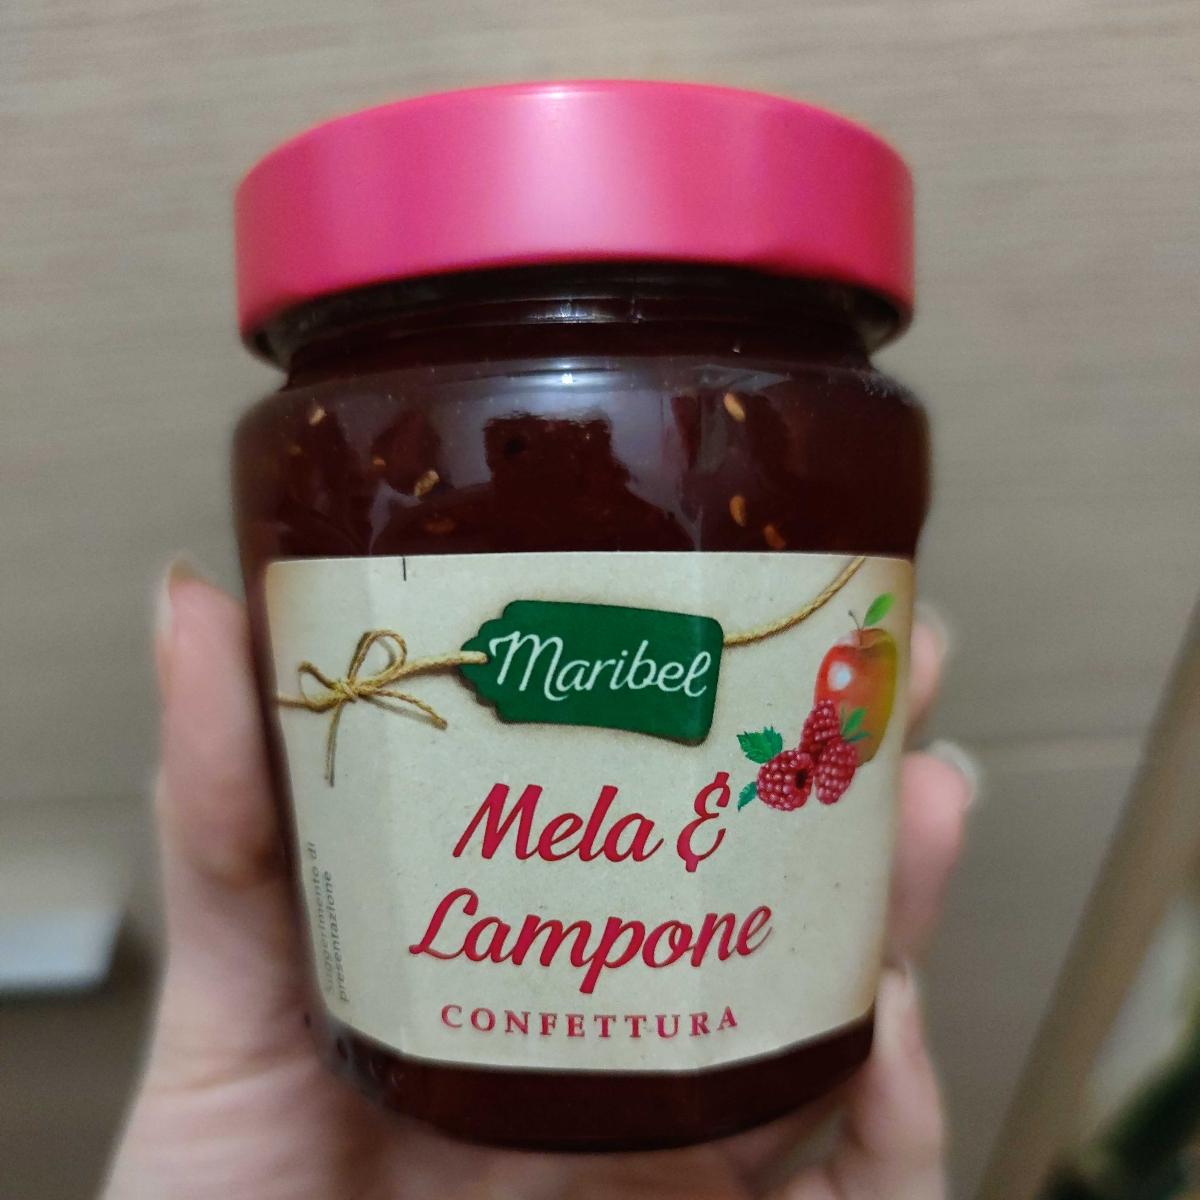 Maribel
Mela &
Lampone
CONFETTURA
Suggerimento di
presentazione